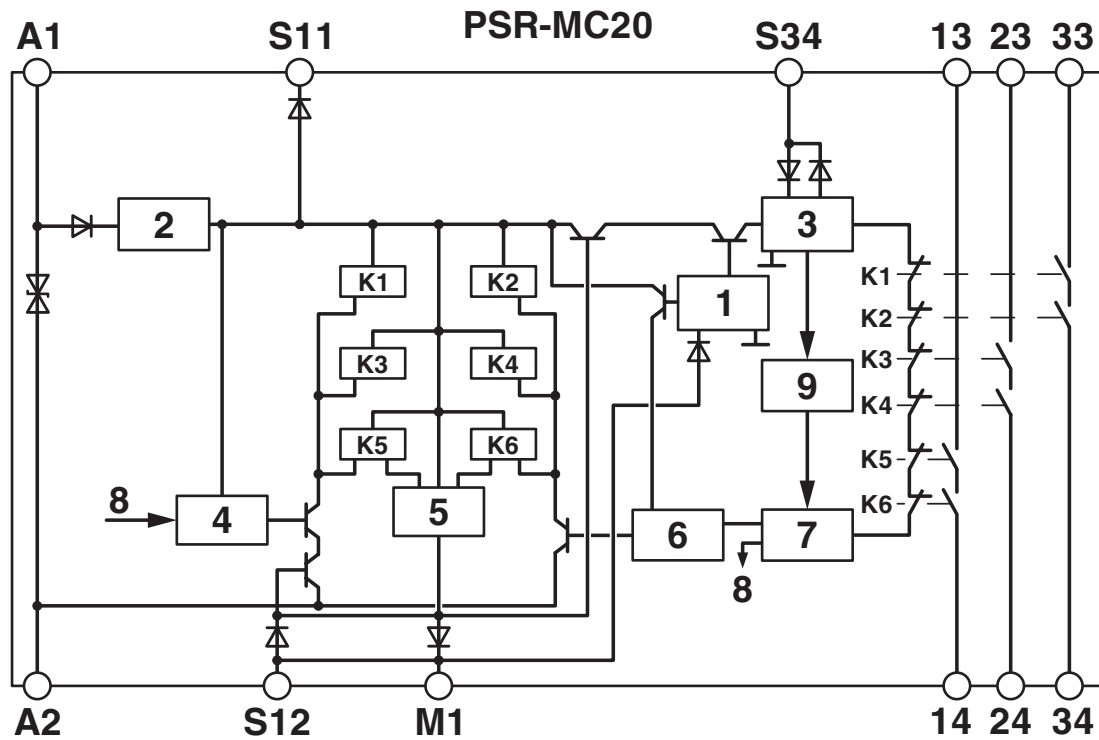 PSR-MC20
A1 S11 S34 13 23 33
2 3
K1 K2 1 K1
K2
K3 K4 9 K3
K4
K5 K6 K5
8 4 5 6 7 K6
8
A2 S12 M1 14 24 34